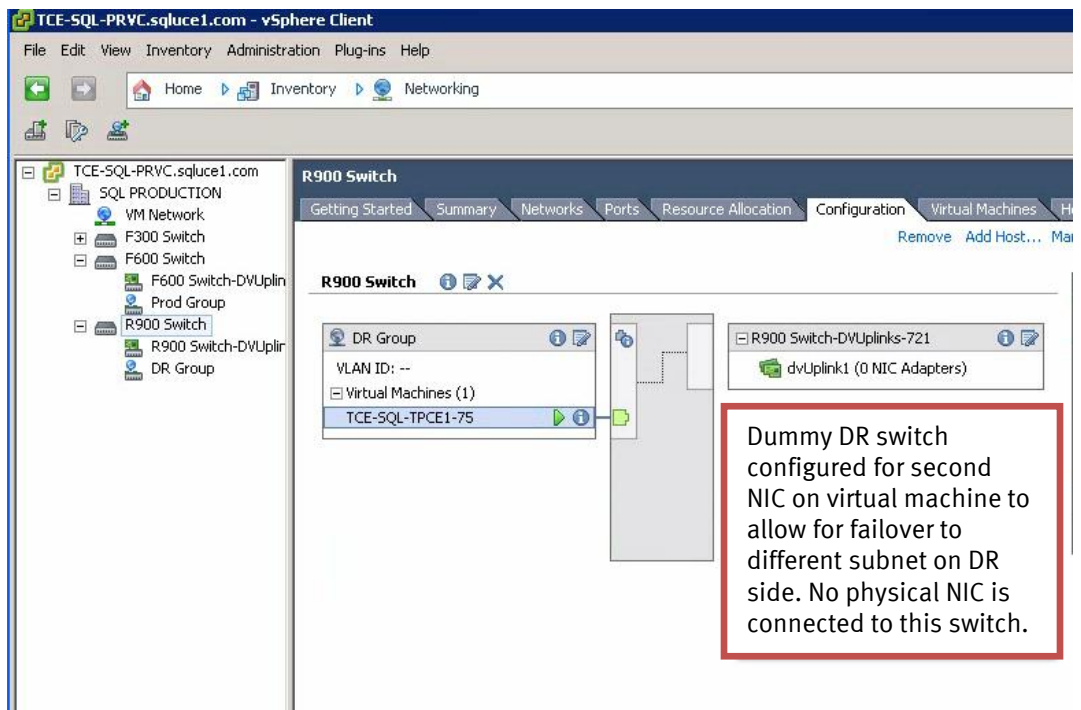 TCE-SQL-PRVC.sqluce1.com - vSphere Client
File Edit View Inventory Administration Plug-ins Help
Home Inventory Networking
TCE-SQL-PRVC.sqluce1.com
SQL PRODUCTION
VM Network
F300 Switch
F600 Switch
F600 Switch-DVUplin
Prod Group
R900 Switch
R900 Switch-DVUplin
DR Group
R900 Switch
Getting Started Summary Networks Ports Resource Allocation Configuration Virtual Machines H
Remove Add Host... Ma
R900 Switch
DR Group
VLAN ID: --
Virtual Machines (1)
TCE-SQL-TPCE1-75
R900 Switch-DVUplinks-721
dvUplink1 (0 NIC Adapters)
Dummy DR switch
configured for second
NIC on virtual machine to
allow for failover to
different subnet on DR
side. No physical NIC is
connected to this switch.